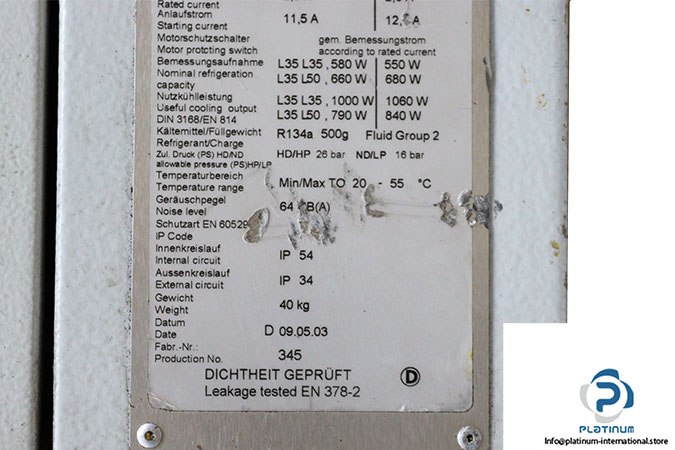 Rated current
Anlaufstrom 11,5 A
Starting current
Motorschutzschalter gem. Bemessungstrom
Motor protcting switch according to rated current
Bemessungsaufnahme L35 L35 , 580 W 550 W
Nominal refrigeration L35 L50 , 660 W 680 W
capacity
Nutzkühlleistung L35 L35 , 1000 W 1060 W
Useful cooling output L35 L50 , 790 W 840 W
DIN 3168/EN 814
Kältemittel/Füllgewicht R134a 500g Fluid Group 2
Refrigerant/Charge
Zul. Druck (PS) HD/ND HD/HP 26 bar ND/LP 16 bar
allowable pressure (PS)HP/LP
Temperaturbereich Min/Max TO 20 - 55 °C
Temperature range
Geräuschpegel 64
Noise level
Schutzart EN 60529
IP Code
Innenkreislauf IP 54
Internal circuit
Aussenkreislauf IP 34
External circuit
Gewicht 40 kg
Weight
Datum D 09.05.03
Date
Fabr.-Nr.: 345
Production No.
DICHTHEIT GEPRÜFT D
Leakage tested EN 378-2
PLATINUM
Info@platinum-international.store